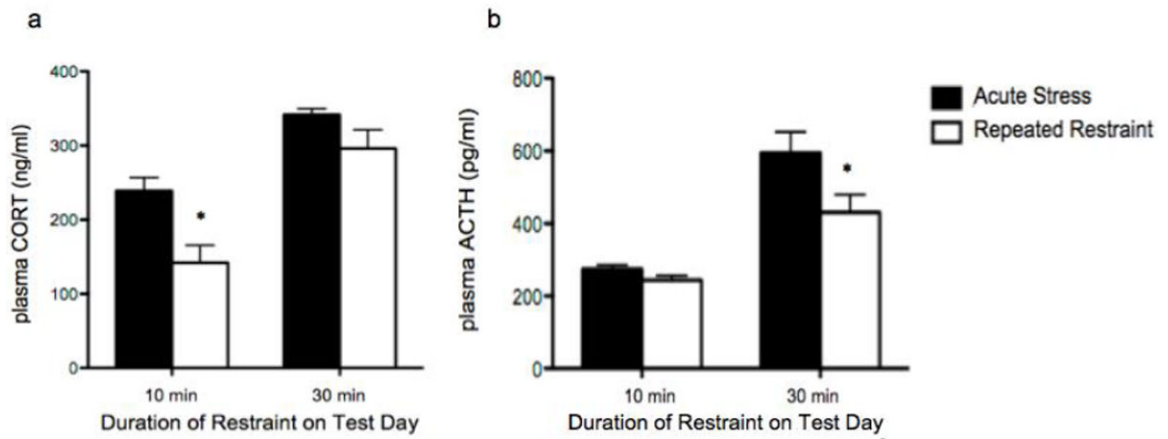 a
plasma CORT (ng/ml)
400
300
200
100
0
*
10 min
30 min
Duration of Restraint on Test Day
b
plasma ACTH (pg/ml)
800
600
400
200
0
*
10 min
30 min
Duration of Restraint on Test Day
Acute Stress
Repeated Restraint